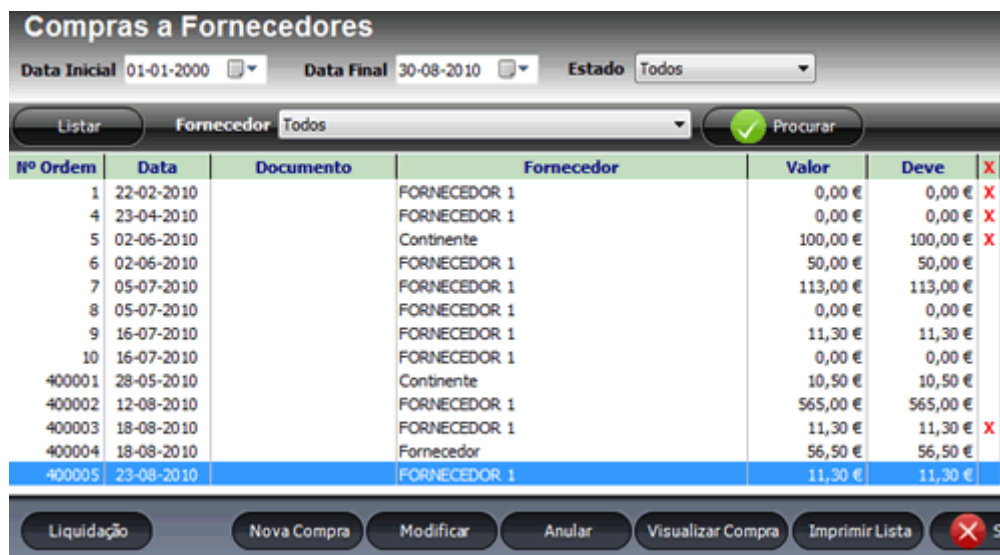 Compras a Fornecedores
Data Inicial 01-01-2000 Data Final 30-08-2010 Estado Todos
Listar Fornecedor Todos Procurar
Nº Ordem Data Documento Fornecedor Valor Deve X
1 22-02-2010 FORNECEDOR 1 0,00 € 0,00 € X
4 23-04-2010 FORNECEDOR 1 0,00 € 0,00 € X
5 02-06-2010 Continente 100,00 € 100,00 € X
6 02-06-2010 FORNECEDOR 1 50,00 € 50,00 €
7 05-07-2010 FORNECEDOR 1 113,00 € 113,00 €
8 05-07-2010 FORNECEDOR 1 0,00 € 0,00 €
9 16-07-2010 FORNECEDOR 1 11,30 € 11,30 €
10 16-07-2010 FORNECEDOR 1 0,00 € 0,00 €
400001 28-05-2010 Continente 10,50 € 10,50 €
400002 12-08-2010 FORNECEDOR 1 565,00 € 565,00 €
400003 18-08-2010 FORNECEDOR 1 11,30 € 11,30 € X
400004 18-08-2010 Fornecedor 56,50 € 56,50 €
400005 23-08-2010 FORNECEDOR 1 11,30 € 11,30 €
Liquidação Nova Compra Modificar Anular Visualizar Compra Imprimir Lista